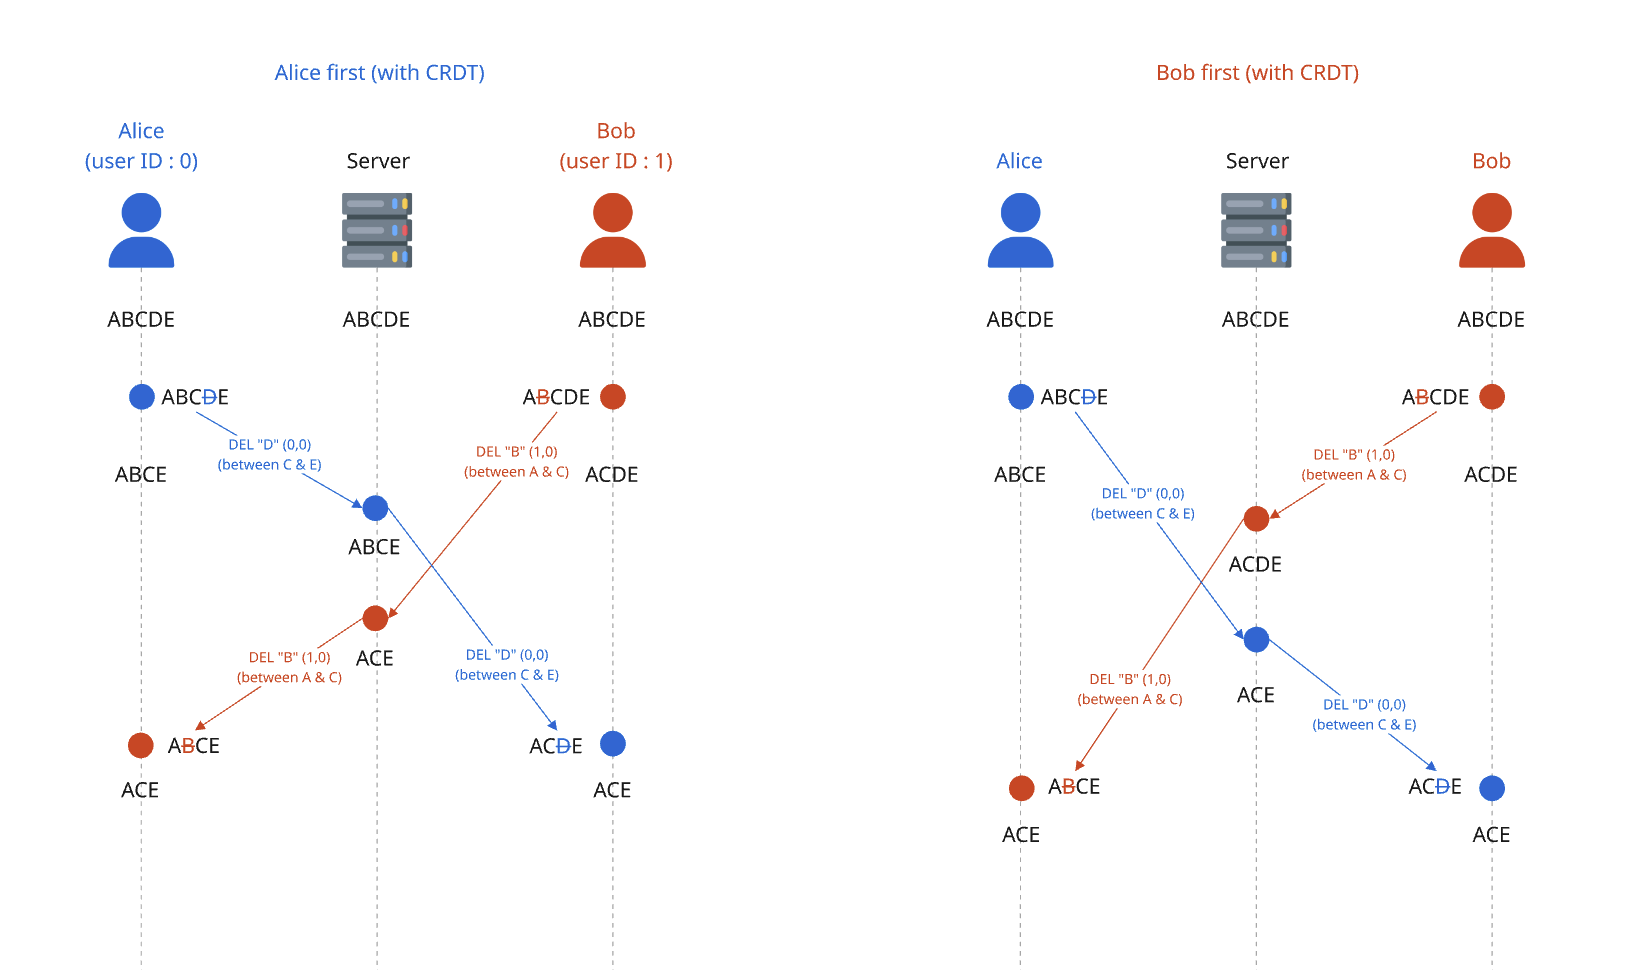 Alice first (with CRDT)
Alice
(user ID : 0)
Server
Bob
(user ID : 1)
ABCDE
ABCDE
ABCDE
ABCDE
ABCDE
DEL "D" (0,0)
(between C & E)
DEL "B" (1,0)
(between A & C)
ABCE
ACDE
ABCE
ACE
DEL "B" (1,0)
(between A & C)
DEL "D" (0,0)
(between C & E)
ABCE
ACDE
ACE
ACE
Bob first (with CRDT)
Alice
Server
Bob
ABCDE
ABCDE
ABCDE
ABCDE
ABCDE
DEL "B" (1,0)
(between A & C)
ABCE
ACDE
DEL "D" (0,0)
(between C & E)
ACDE
ACE
DEL "B" (1,0)
(between A & C)
DEL "D" (0,0)
(between C & E)
ABCE
ACDE
ACE
ACE